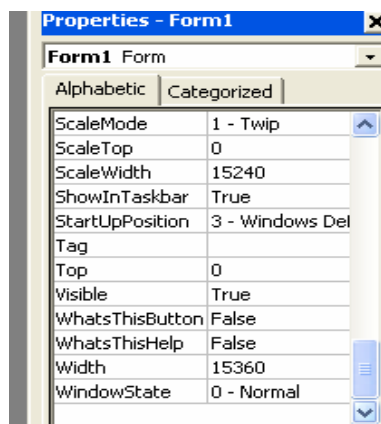 Properties - Form1
Form1 Form
Alphabetic Categorized
ScaleMode 1 - Twip
ScaleTop 0
ScaleWidth 15240
ShowInTaskbar True
StartUpPosition 3 - Windows Def
Tag
Top 0
Visible True
WhatsThisButton False
WhatsThisHelp False
Width 15360
WindowState 0 - Normal